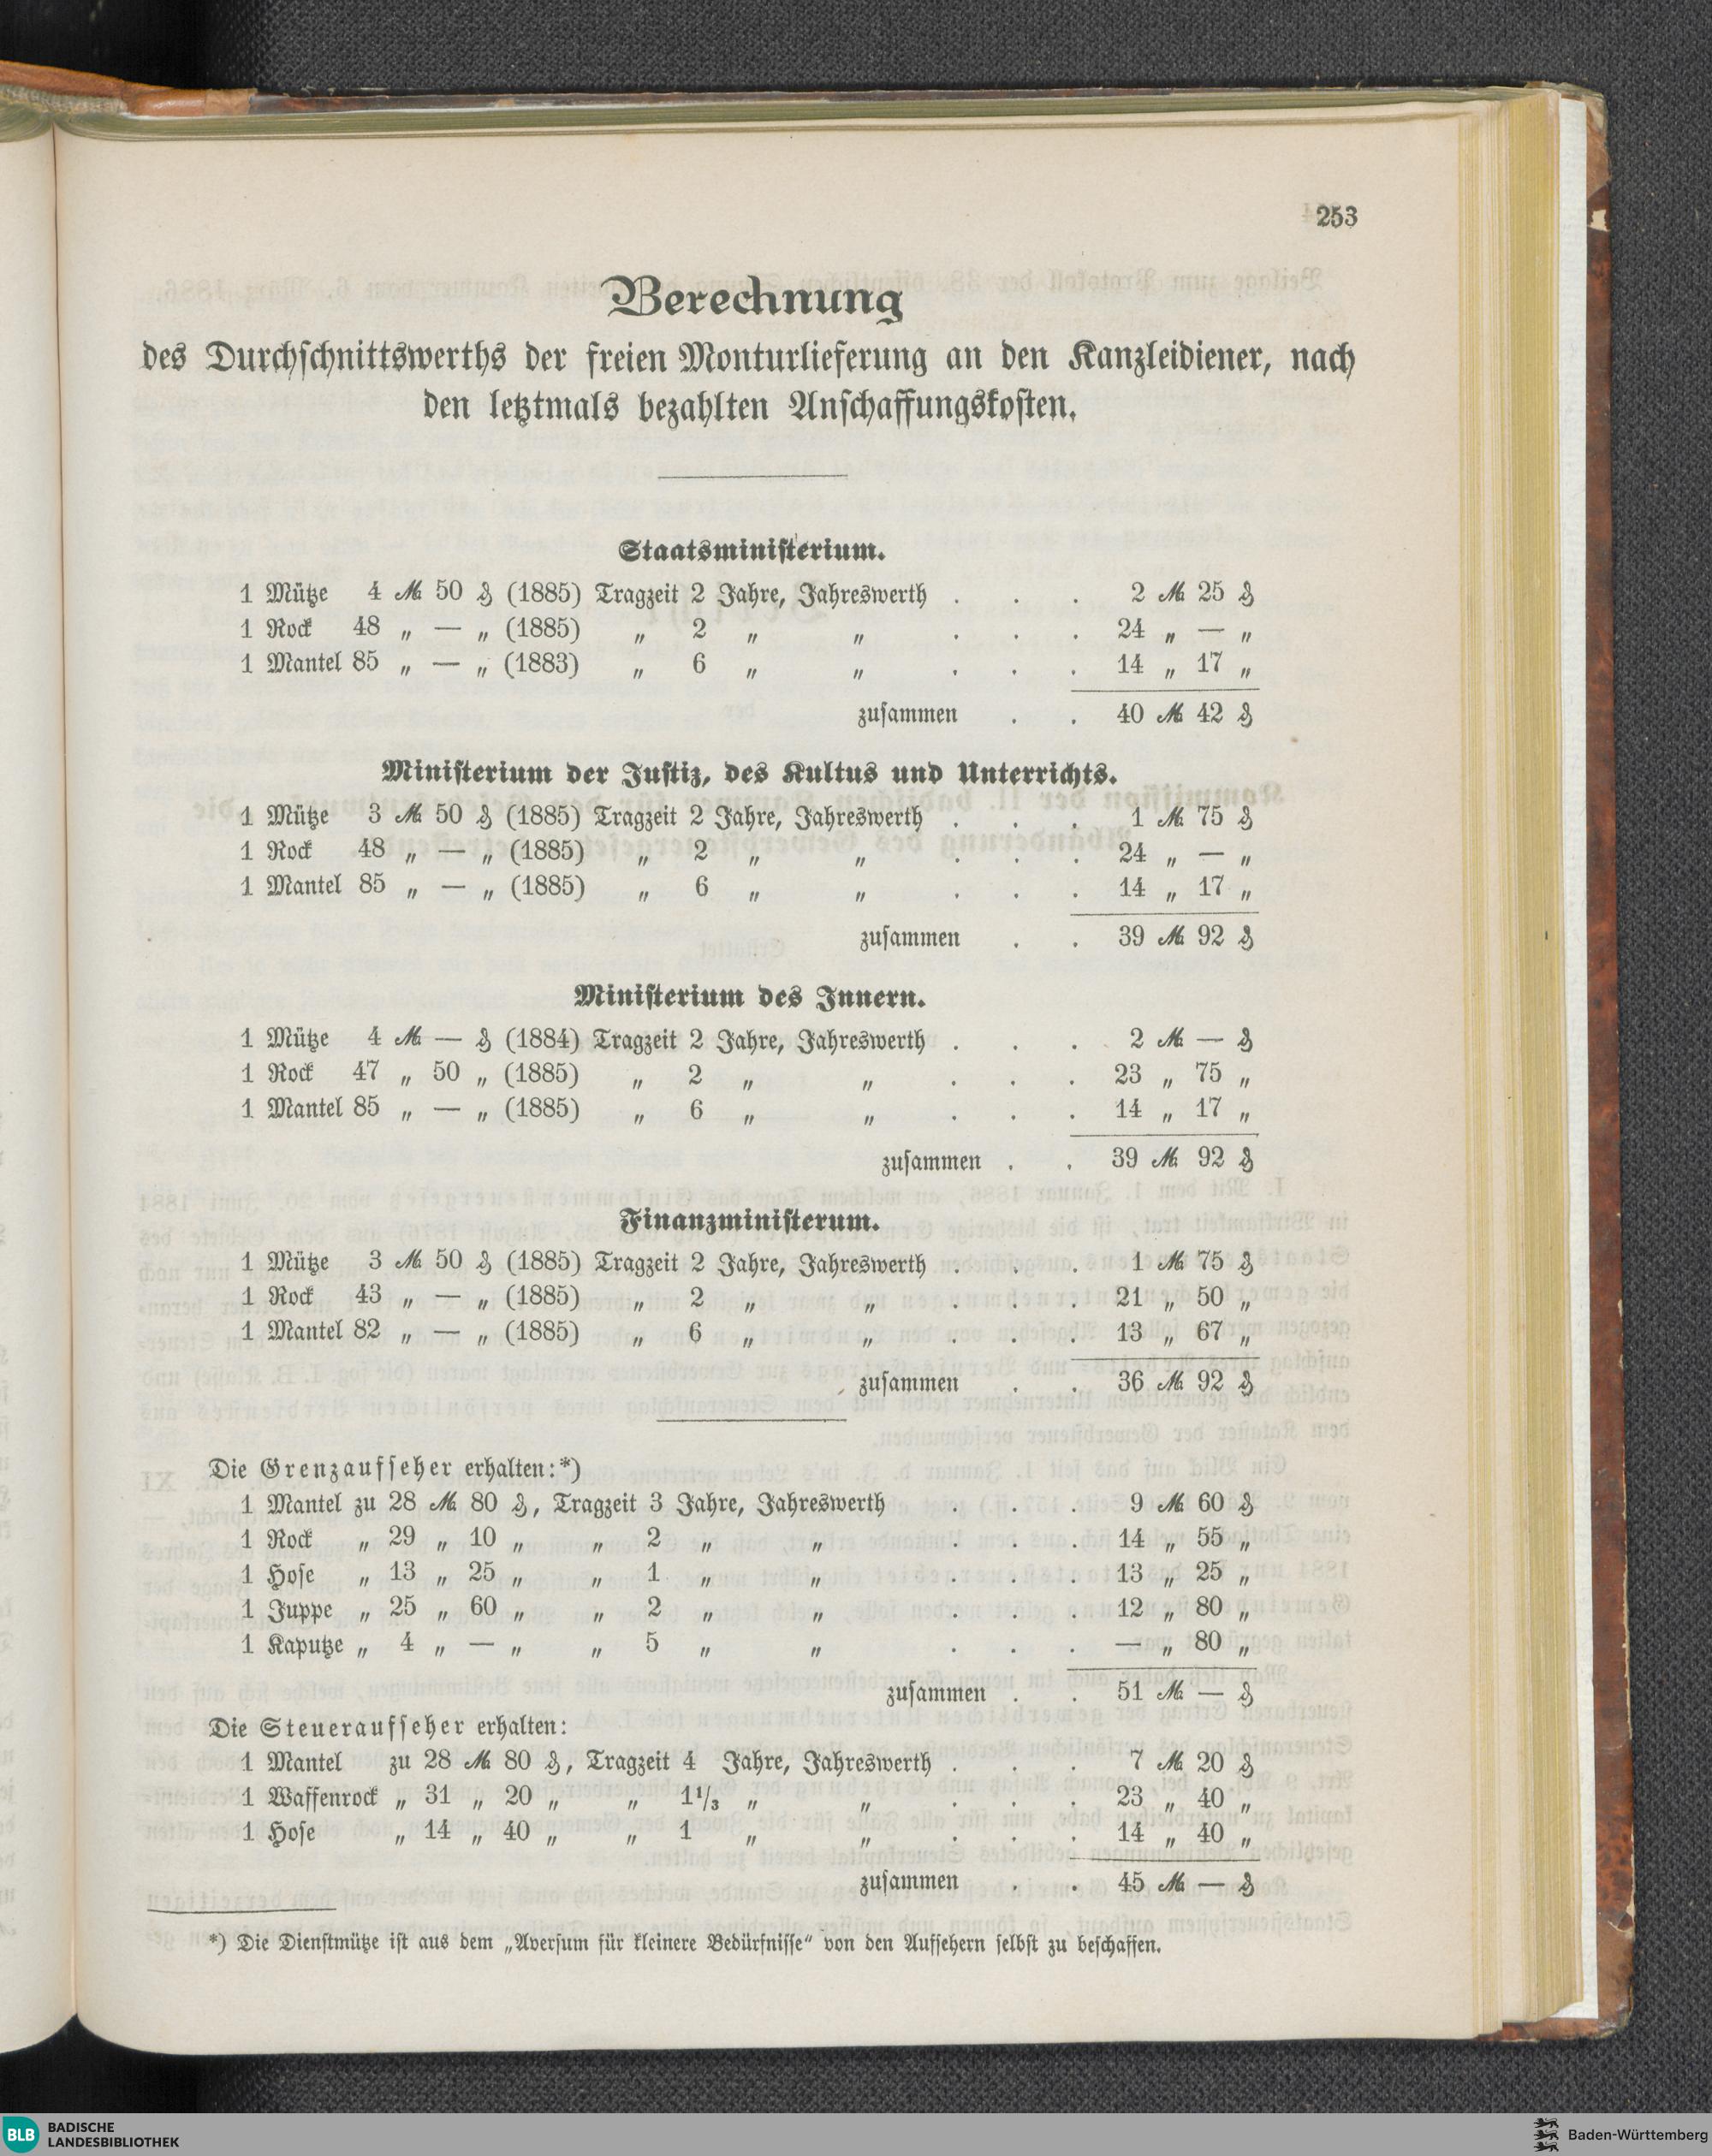 253
Berechnung
des Durchschnittswerths der freien Monturlieferung an den Kanzleidiener, nach
den letztmals bezahlten Anschaffungskosten.
Staatsministerium.
1 Mütze 4 ℳ 50 ₰ (1885) Tragzeit 2 Jahre, Jahreswerth . . . 2 ℳ 25 ₰
1 Rock 48 „ — „ (1885) „ 2 „ „ . . . 24 „ — „
1 Mantel 85 „ — „ (1883) „ 6 „ „ . . . 14 „ 17 „
zusammen . . 40 ℳ 42 ₰
Ministerium der Justiz, des Kultus und Unterrichts.
1 Mütze 3 ℳ 50 ₰ (1885) Tragzeit 2 Jahre, Jahreswerth . . . 1 ℳ 75 ₰
1 Rock 48 „ — „ (1885) „ 2 „ „ . . . 24 „ — „
1 Mantel 85 „ — „ (1885) „ 6 „ „ . . . 14 „ 17 „
zusammen . . 39 ℳ 92 ₰
Ministerium des Innern.
1 Mütze 4 ℳ — ₰ (1884) Tragzeit 2 Jahre, Jahreswerth . . . 2 ℳ — ₰
1 Rock 47 „ 50 „ (1885) „ 2 „ „ . . . 23 „ 75 „
1 Mantel 85 „ — „ (1885) „ 6 „ „ . . . 14 „ 17 „
zusammen . . 39 ℳ 92 ₰
Finanzministerum.
1 Mütze 3 ℳ 50 ₰ (1885) Tragzeit 2 Jahre, Jahreswerth . . . 1 ℳ 75 ₰
1 Rock 43 „ — „ (1885) „ 2 „ „ . . . 21 „ 50 „
1 Mantel 82 „ — „ (1885) „ 6 „ „ . . . 13 „ 67 „
zusammen . . 36 ℳ 92 ₰
Die Grenzaufseher erhalten:*)
1 Mantel zu 28 ℳ 80 ₰, Tragzeit 3 Jahre, Jahreswerth . . . 9 ℳ 60 ₰
1 Rock „ 29 „ 10 „ „ 2 „ „ . . . 14 „ 55 „
1 Hose „ 13 „ 25 „ „ 1 „ „ . . . 13 „ 25 „
1 Juppe „ 25 „ 60 „ „ 2 „ „ . . . 12 „ 80 „
1 Kaputze „ 4 „ — „ „ 5 „ „ . . . — „ 80 „
zusammen . . 51 ℳ — ₰
Die Steueraufseher erhalten:
1 Mantel zu 28 ℳ 80 ₰, Tragzeit 4 Jahre, Jahreswerth . . . 7 ℳ 20 ₰
1 Waffenrock „ 31 „ 20 „ „ 1 1/3 „ „ . . . 23 „ 40 „
1 Hose „ 14 „ 40 „ „ 1 „ „ . . . 14 „ 40 „
zusammen . . 45 ℳ — ₰
*) Die Dienstmütze ist aus dem „Aversum für kleinere Bedürfnisse“ von den Aufsehern selbst zu beschaffen.
BLB BADISCHE
LANDESBIBLIOTHEK
Baden-Württemberg